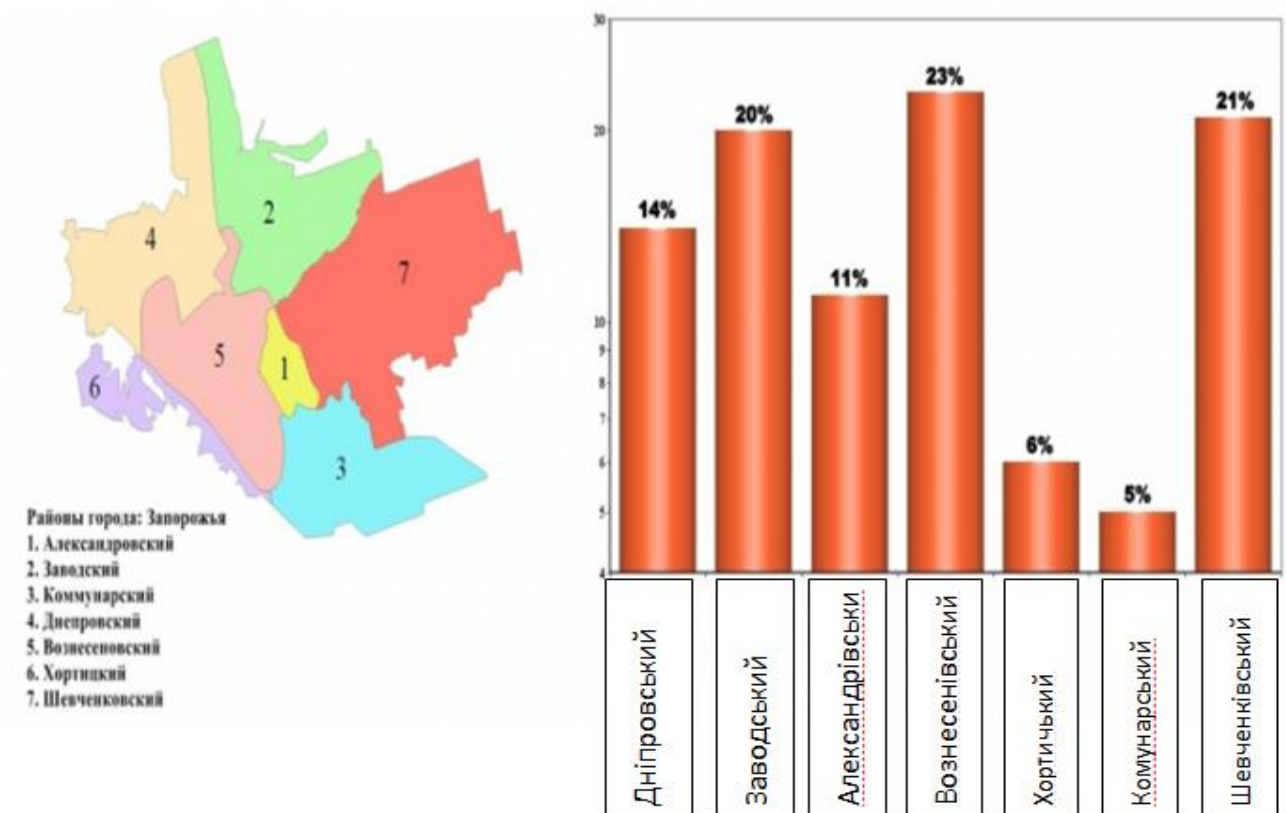 2
4
7
5
1
6
3
Районы города: Запорожья
1. Александровский
2. Заводский
3. Коммунарский
4. Днепровский
5. Вознесеновский
6. Хортицкий
7. Шевченковский
30
20
10
9
8
7
6
5
4
14%
20%
11%
23%
6%
5%
21%
Дніпровський
Заводський
Александрівськи
Вознесенівський
Хортичький
Комунарський
Шевченківський